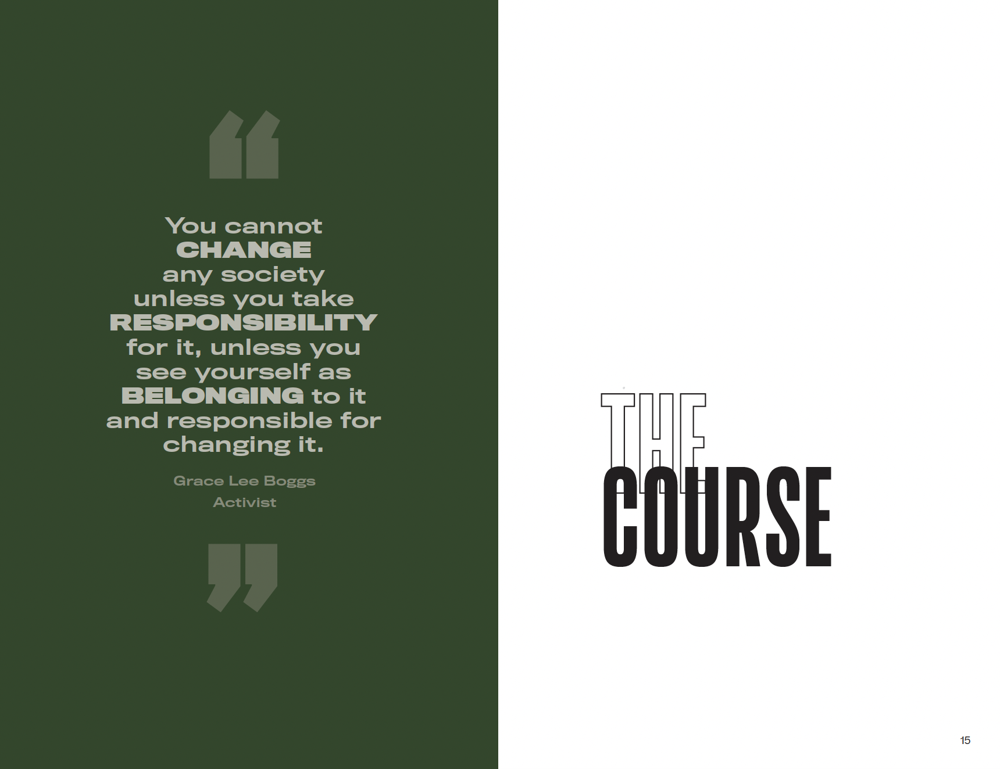 “
You cannot
CHANGE
any society
unless you take
RESPONSIBILITY
for it, unless you
see yourself as
BELONGING to it
and responsible for
changing it.
Grace Lee Boggs
Activist
”
THE
COURSE
15